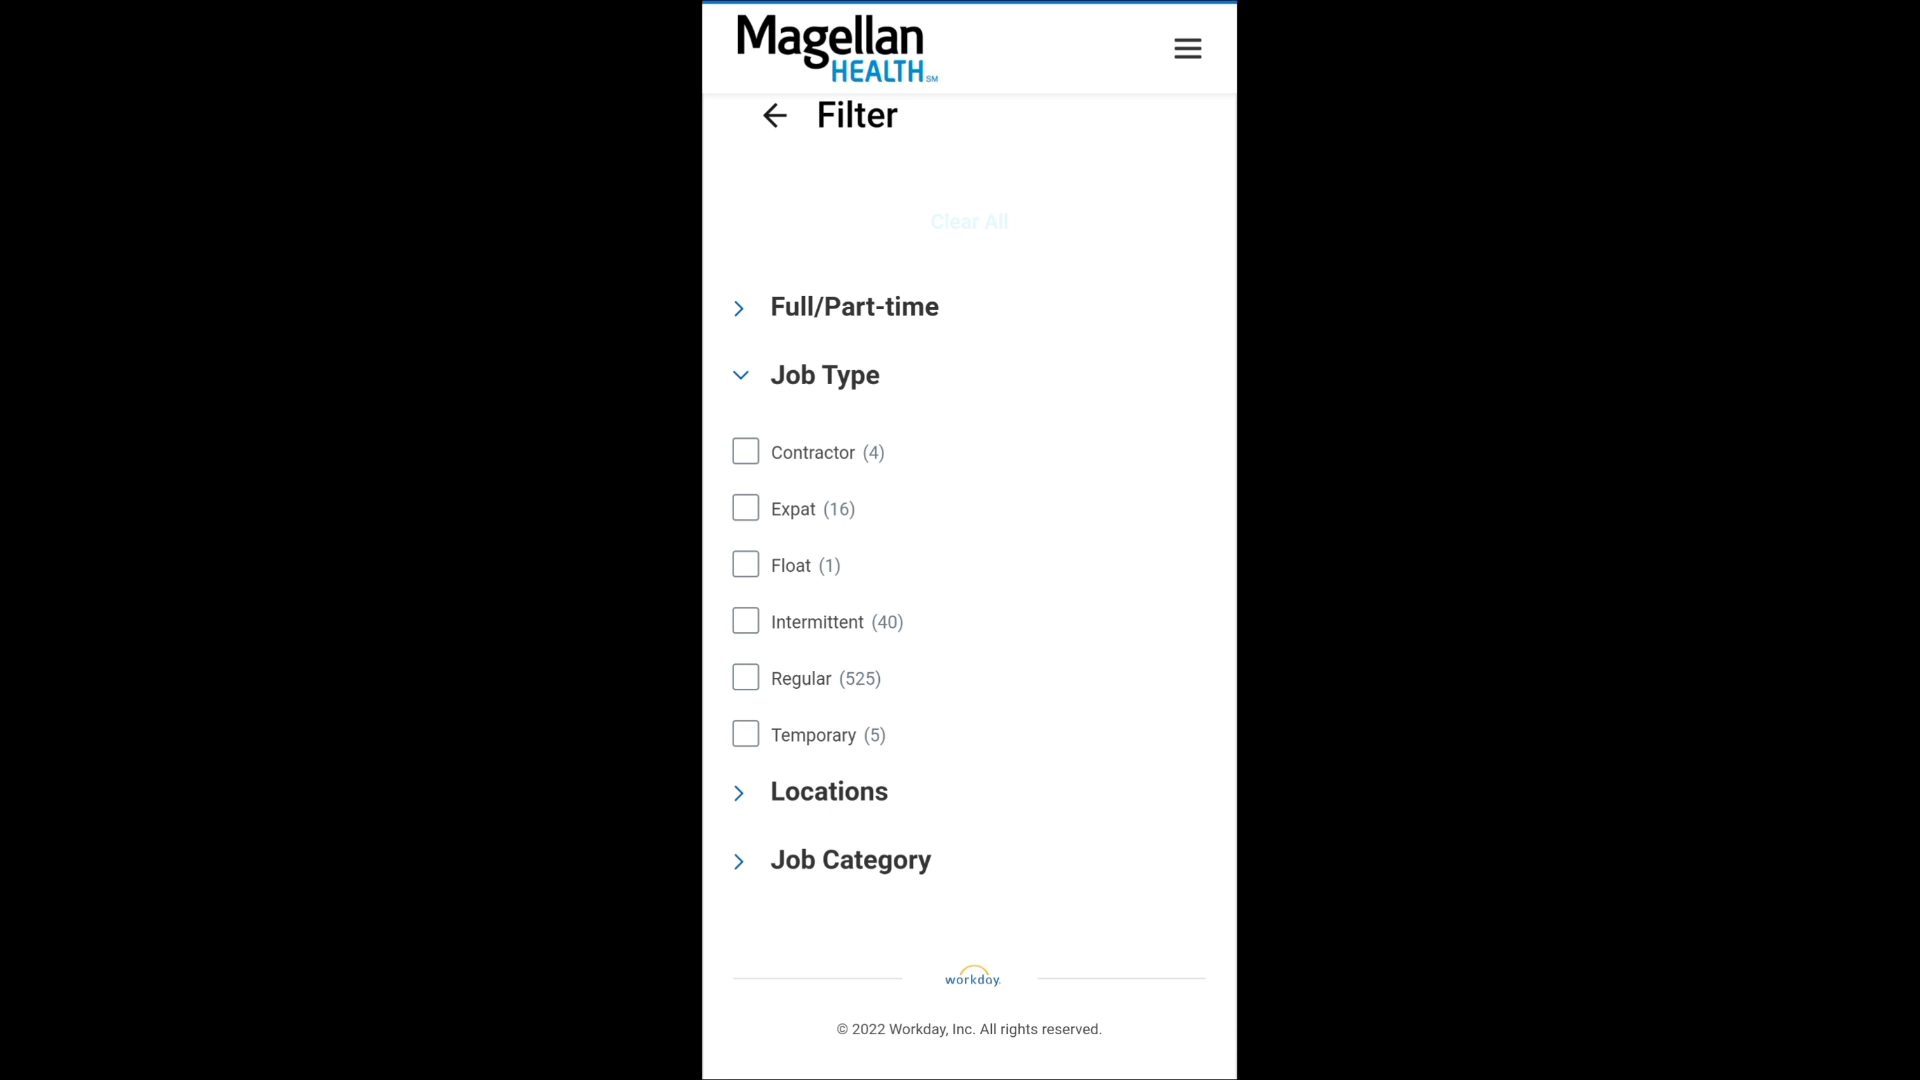 Magellan
HEALTH SM
Filter
Clear All
Full/Part-time
Job Type
Contractor (4)
Expat (16)
Float (1)
Intermittent (40)
Regular (525)
Temporary (5)
Locations
Job Category
workday.
© 2022 Workday, Inc. All rights reserved.